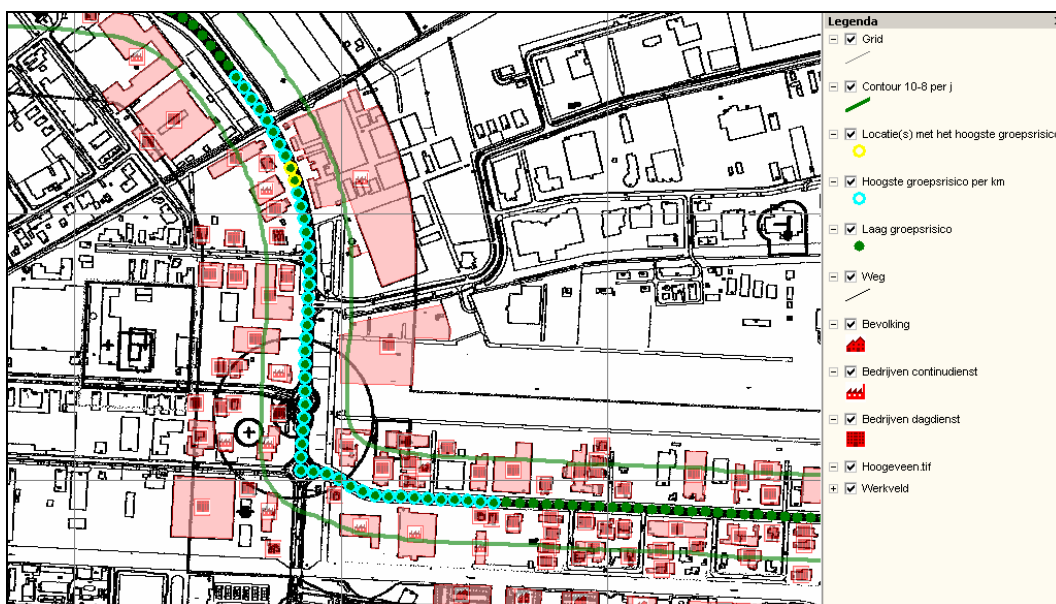 Legenda
Grid
Contour 10-8 per j
Locatie(s) met het hoogste groepsrisico
Hoogste groepsrisico per km
Laag groepsrisico
Weg
Bevolking
Bedrijven continudienst
Bedrijven dagdienst
Hoogeveen.tif
Werkveld